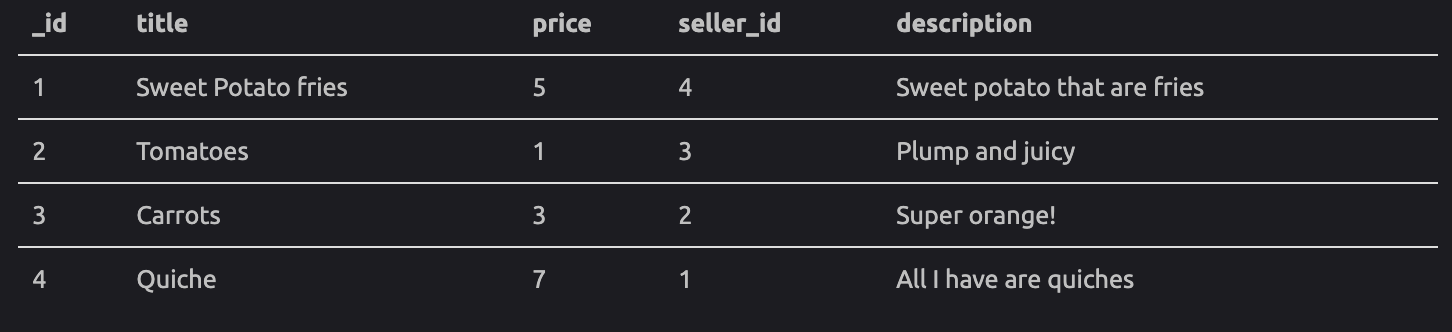 _id title price seller_id description
1 Sweet Potato fries 5 4 Sweet potato that are fries
2 Tomatoes 1 3 Plump and juicy
3 Carrots 3 2 Super orange!
4 Quiche 7 1 All I have are quiches